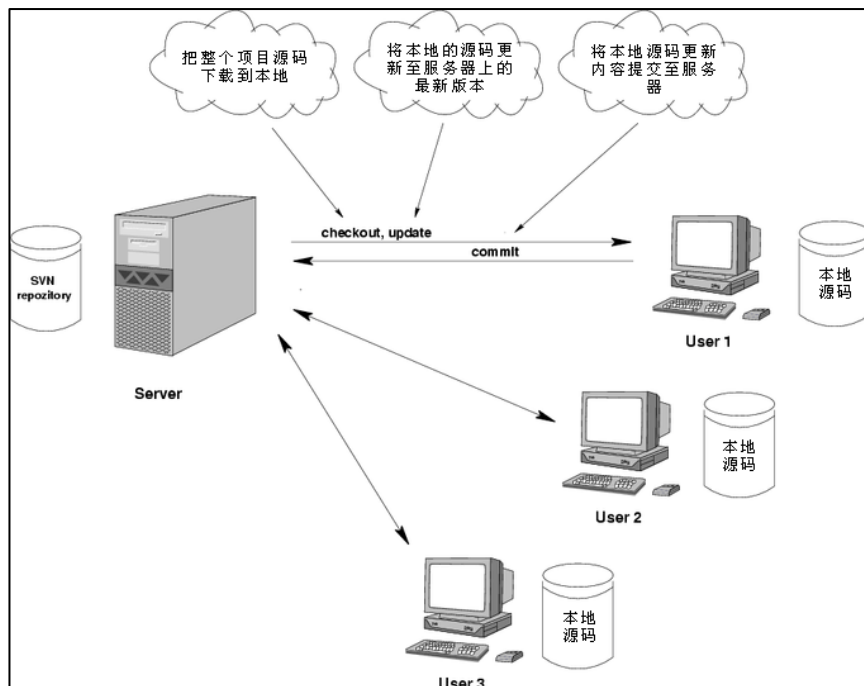 把整个项目源码
下载到本地
将本地的源码更
新至服务器上的
最新版本
将本地源码更新
内容提交至服务
器
checkout, update
commit
SVN
repozitory
本地
源码
User 1
Server
本地
源码
User 2
本地
源码
User 3